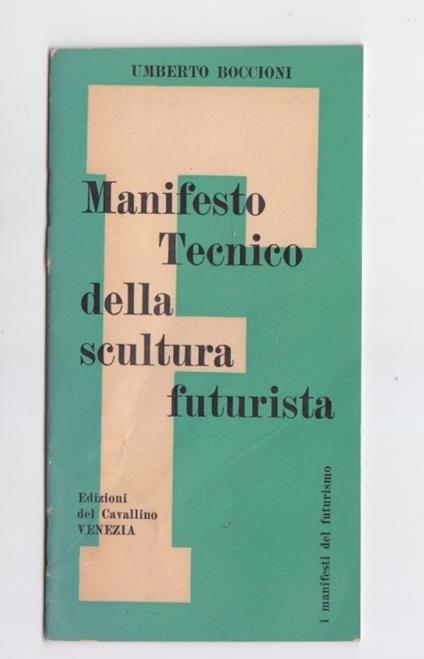 UMBERTO BOCCIONI
F
Manifesto
Tecnico
della
scultura
futurista
Edizioni
del Cavallino
VENEZIA
i manifesti del futurismo